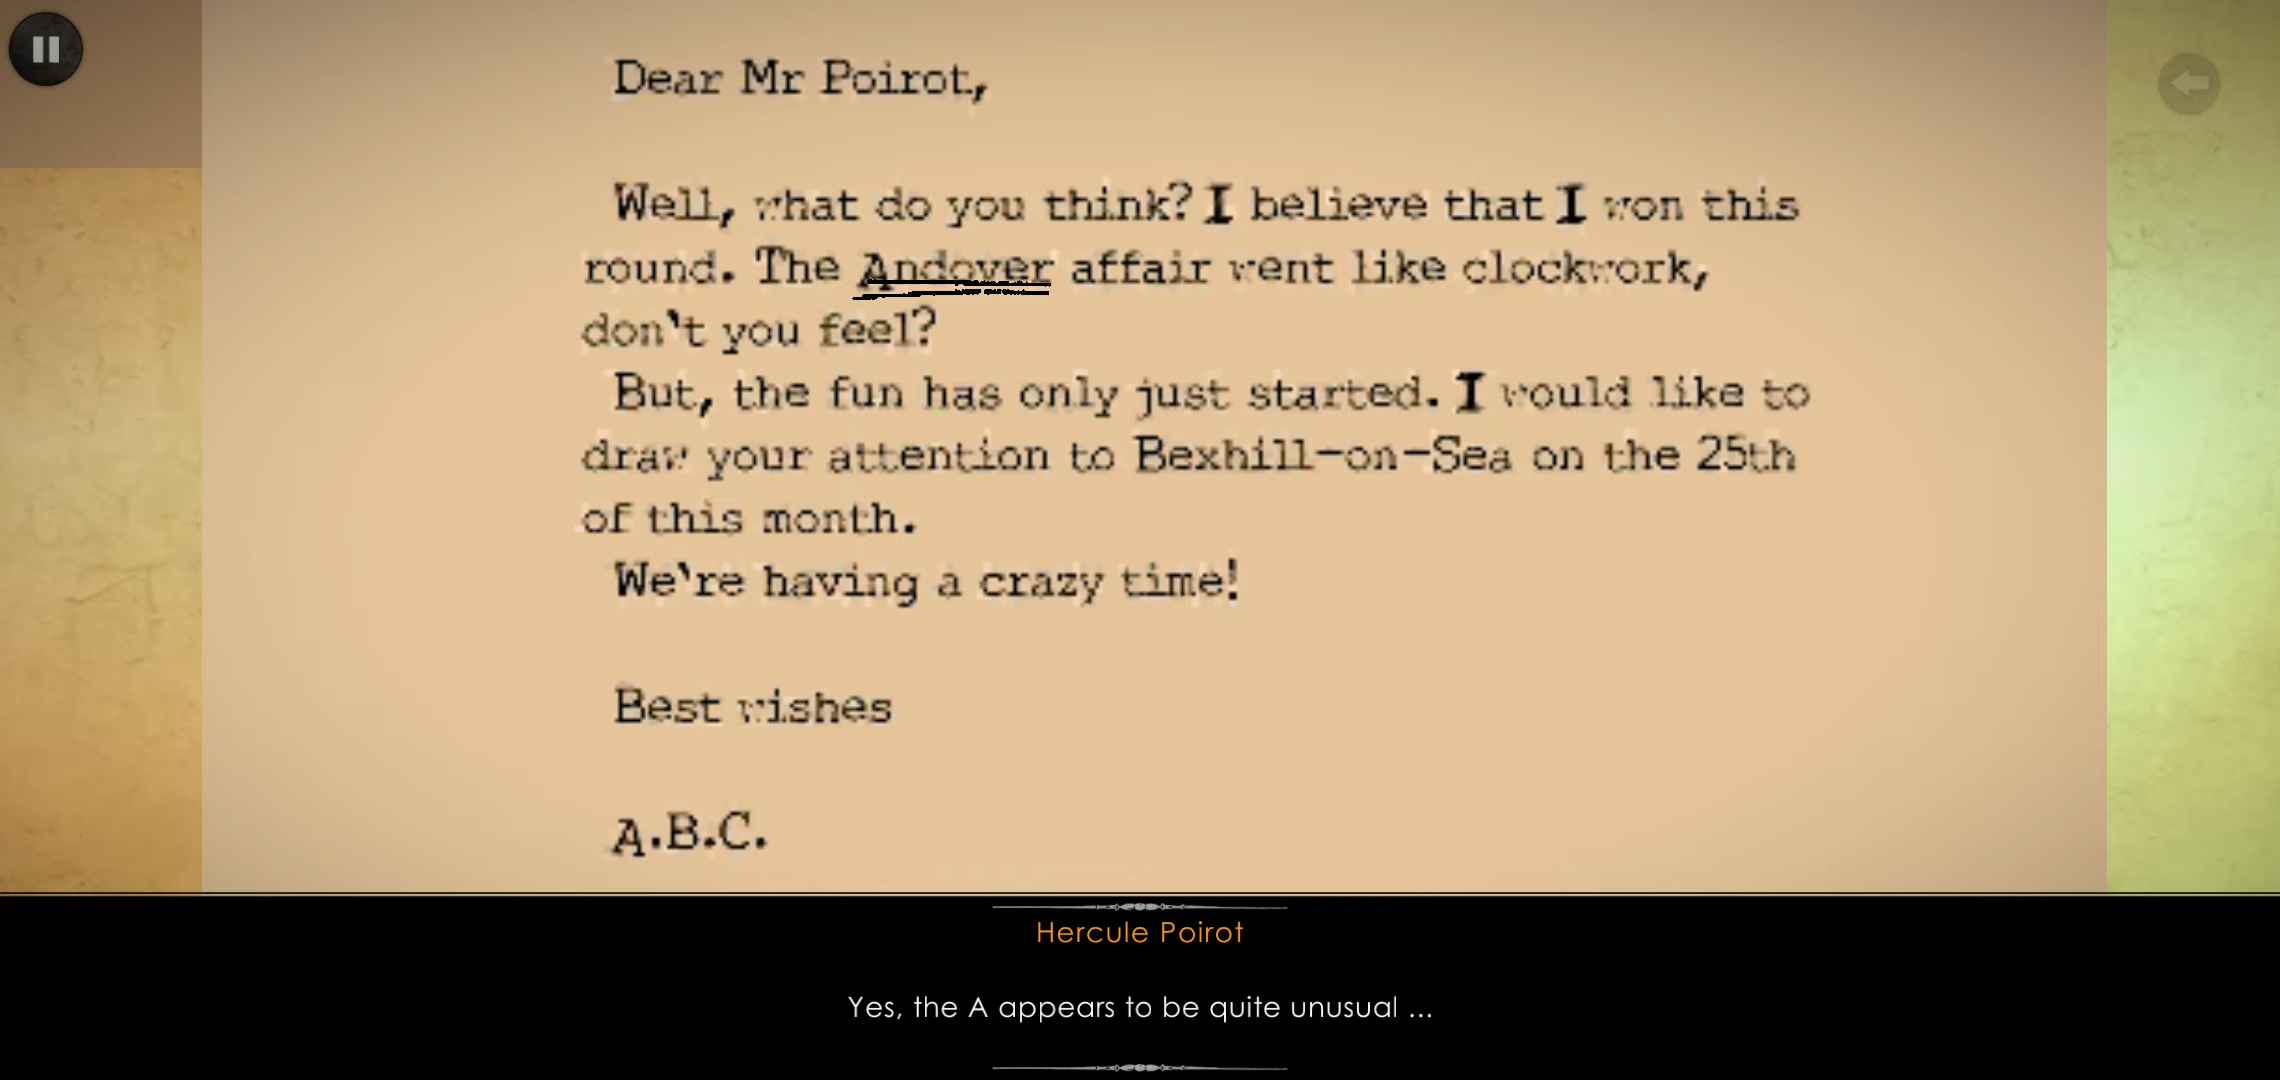 Dear Mr Poirot,
Well, what do you think? I believe that I won this
round. The Andover affair went like clockwork,
don't you feel?
But, the fun has only just started. I would like to
draw your attention to Bexhill-on-Sea on the 25th
of this month.
We're having a crazy time!
Best wishes
A.B.C.
Hercule Poirot
Yes, the A appears to be quite unusual ...